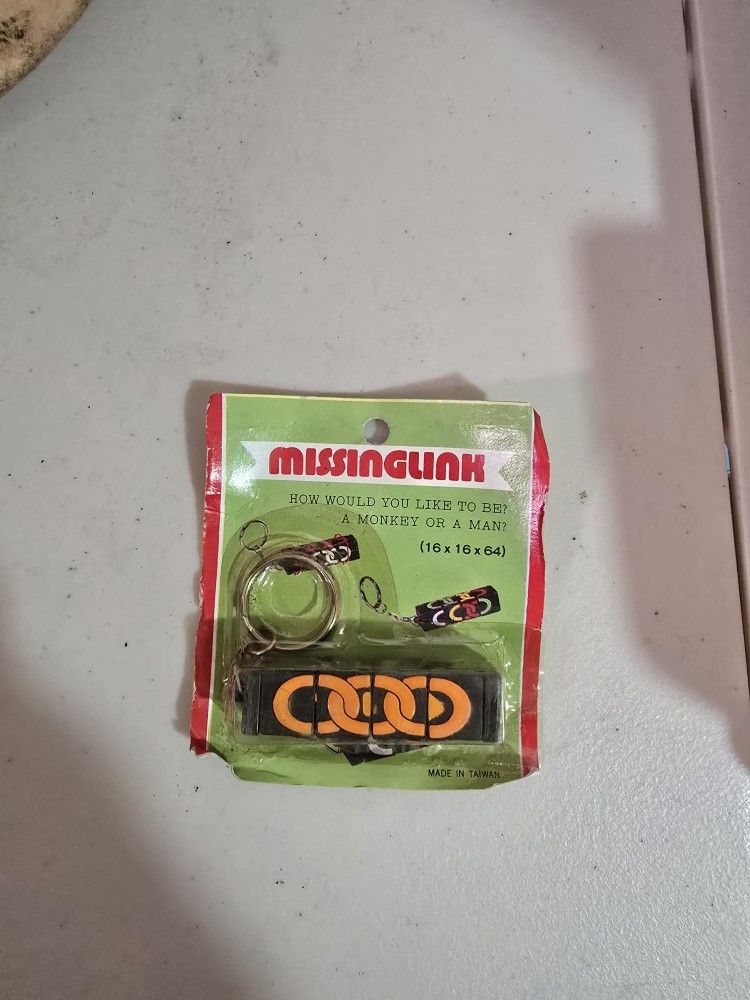 MISSINGLINK
HOW WOULD YOU LIKE TO BE?
A MONKEY OR A MAN?
(16 x 16 x 64)
MADE IN TAIWAN